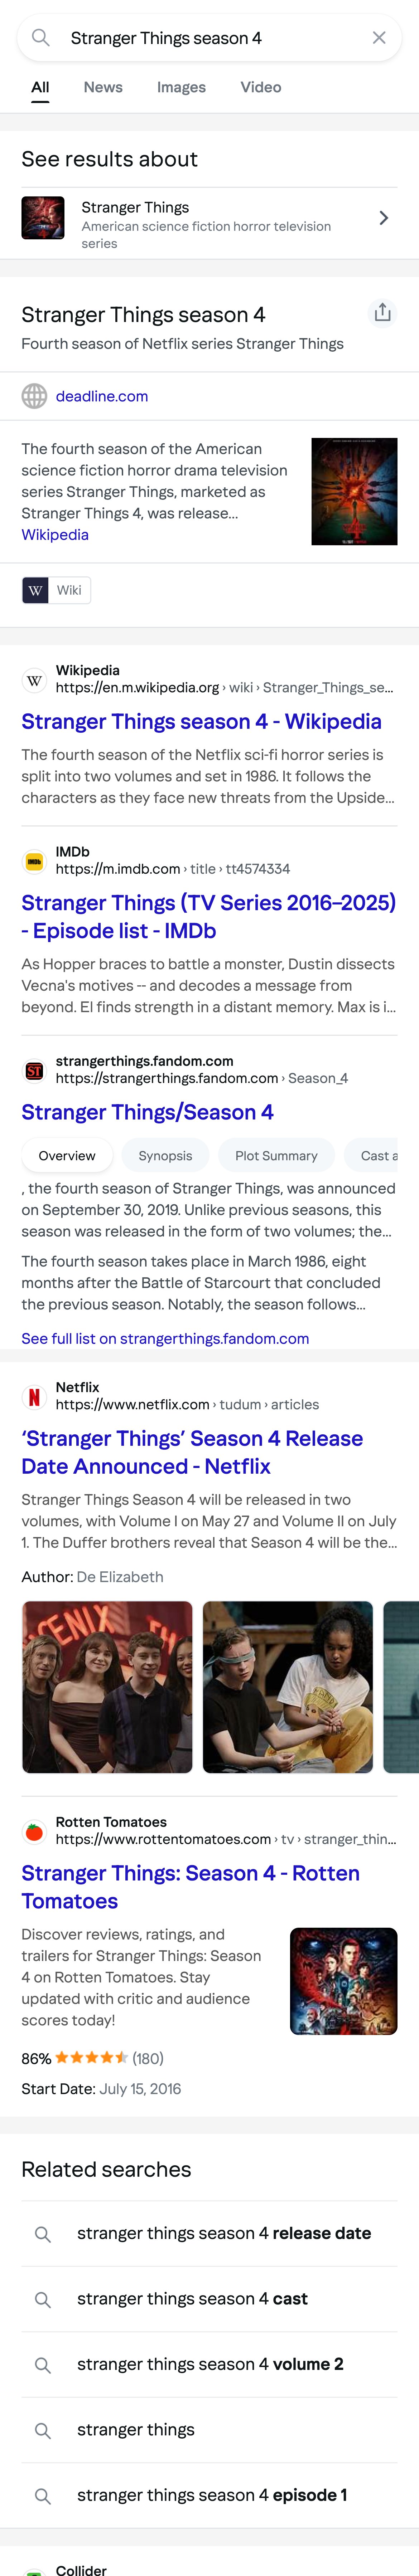 Stranger Things season 4
All News Images Video
See results about
Stranger Things
American science fiction horror television
series
Stranger Things season 4
Fourth season of Netflix series Stranger Things
deadline.com
The fourth season of the American
science fiction horror drama television
series Stranger Things, marketed as
Stranger Things 4, was release...
Wikipedia
W Wiki
W
Wikipedia
https://en.m.wikipedia.org › wiki › Stranger_Things_se...
Stranger Things season 4 - Wikipedia
The fourth season of the Netflix sci-fi horror series is
split into two volumes and set in 1986. It follows the
characters as they face new threats from the Upside...
IMDb
IMDb
https://m.imdb.com › title › tt4574334
Stranger Things (TV Series 2016–2025)
- Episode list - IMDb
As Hopper braces to battle a monster, Dustin dissects
Vecna's motives -- and decodes a message from
beyond. El finds strength in a distant memory. Max is i...
ST
strangerthings.fandom.com
https://strangerthings.fandom.com › Season_4
Stranger Things/Season 4
Overview Synopsis Plot Summary Cast a
, the fourth season of Stranger Things, was announced
on September 30, 2019. Unlike previous seasons, this
season was released in the form of two volumes; the...
The fourth season takes place in March 1986, eight
months after the Battle of Starcourt that concluded
the previous season. Notably, the season follows...
See full list on strangerthings.fandom.com
N
Netflix
https://www.netflix.com › tudum › articles
‘Stranger Things’ Season 4 Release
Date Announced - Netflix
Stranger Things Season 4 will be released in two
volumes, with Volume I on May 27 and Volume II on July
1. The Duffer brothers reveal that Season 4 will be the...
Author: De Elizabeth
Rotten Tomatoes
https://www.rottentomatoes.com › tv › stranger_thin...
Stranger Things: Season 4 - Rotten
Tomatoes
Discover reviews, ratings, and
trailers for Stranger Things: Season
4 on Rotten Tomatoes. Stay
updated with critic and audience
scores today!
86% (180)
Start Date: July 15, 2016
Related searches
stranger things season 4 release date
stranger things season 4 cast
stranger things season 4 volume 2
stranger things
stranger things season 4 episode 1
Collider